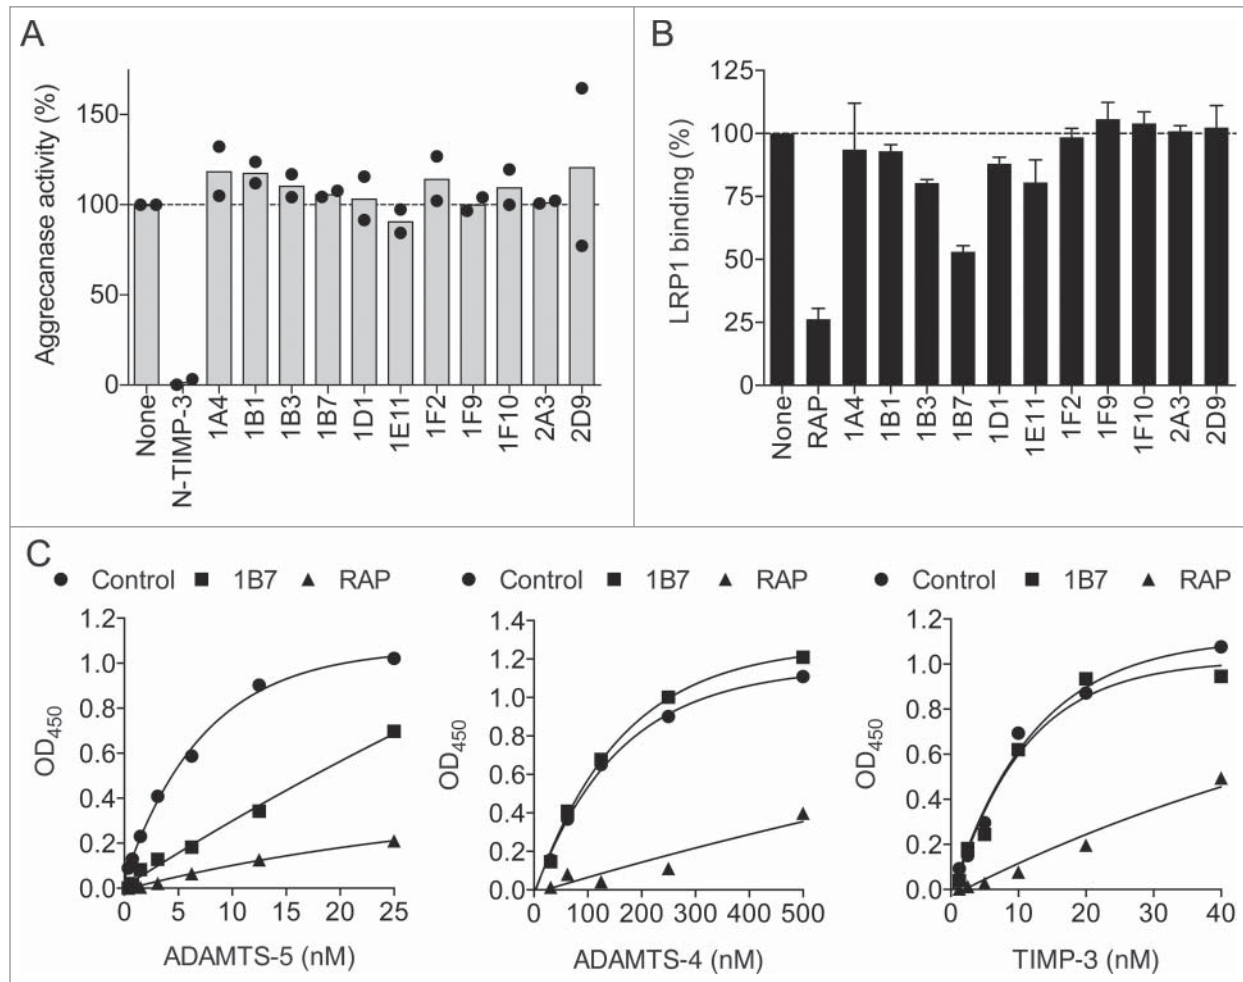 A
Aggrecanase activity (%)
150
100
50
0
None
N-TIMP-3
1A4
1B1
1B3
1B7
1D1
1E11
1F2
1F9
1F10
2A3
2D9
B
LRP1 binding (%)
125
100
75
50
25
0
None
RAP
1A4
1B1
1B3
1B7
1D1
1E11
1F2
1F9
1F10
2A3
2D9
C
Control 1B7 RAP
OD450
1.2
1.0
0.8
0.6
0.4
0.2
0.0
0 5 10 15 20 25
ADAMTS-5 (nM)
Control 1B7 RAP
OD450
1.4
1.2
1.0
0.8
0.6
0.4
0.2
0.0
0 100 200 300 400 500
ADAMTS-4 (nM)
Control 1B7 RAP
OD450
1.2
1.0
0.8
0.6
0.4
0.2
0.0
0 10 20 30 40
TIMP-3 (nM)